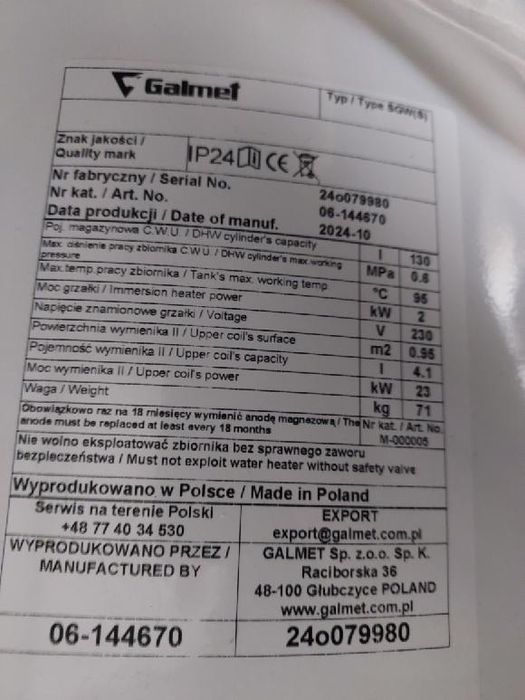 Galmet
Typ / Type SGW(S)
Znak jakości / Quality mark
IP24
CE
Nr fabryczny / Serial No. 24o079980
Nr kat. / Art. No. 06-144670
Data produkcji / Date of manuf. 2024-10
Poj. magazynowa C.W.U. / DHW cylinder's capacity l 130
Max. ciśnienie pracy zbiornika C.W.U. / DHW cylinder's max. working pressure MPa 0.6
Max.temp.pracy zbiornika / Tank's max. working temp. °C 95
Moc grzałki / Immersion heater power kW 2
Napięcie znamionowe grzałki / Voltage V 230
Powierzchnia wymienika II / Upper coil's surface m2 0.95
Pojemność wymienika II / Upper coil's capacity l 4.1
Moc wymienika II / Upper coil's power kW 23
Waga / Weight kg 71
Obowiązkowo raz na 18 miesięcy wymienić anodę magnezową / The anode must be replaced at least every 18 months
Nr kat. / Art. No.
M-000005
Nie wolno eksploatować zbiornika bez sprawnego zaworu
bezpieczeństwa / Must not exploit water heater without safety valve
Wyprodukowano w Polsce / Made in Poland
Serwis na terenie Polski
+48 77 40 34 530
EXPORT
export@galmet.com.pl
WYPRODUKOWANO PRZEZ /
MANUFACTURED BY
GALMET Sp. z.o.o. Sp. K.
Raciborska 36
48-100 Głubczyce POLAND
www.galmet.com.pl
06-144670
24o079980